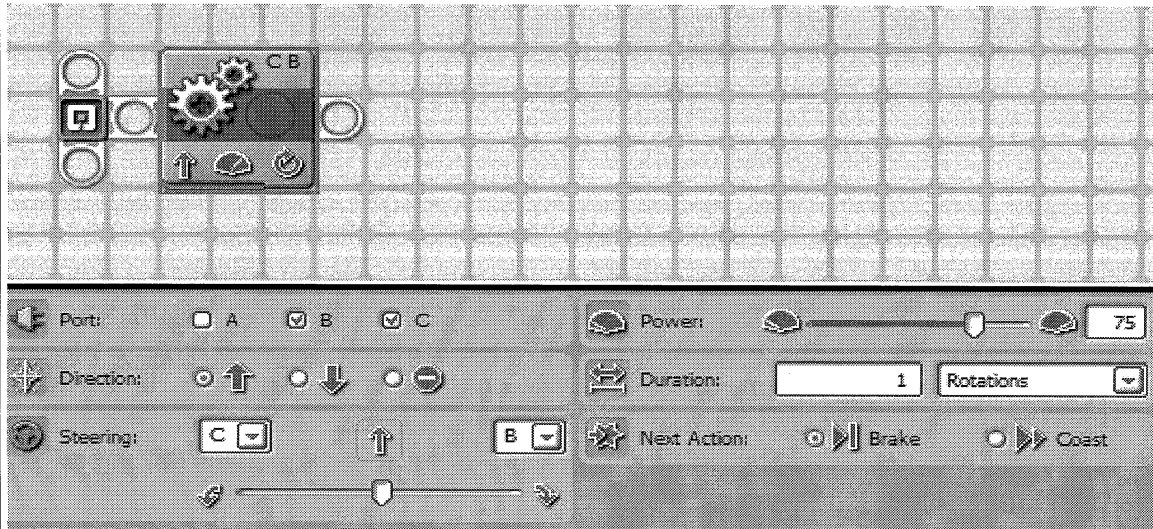 C B
Port: A B C
Power: 75
Direction:
Duration: 1 Rotations
Steering: C B
Next Action: Brake Coast